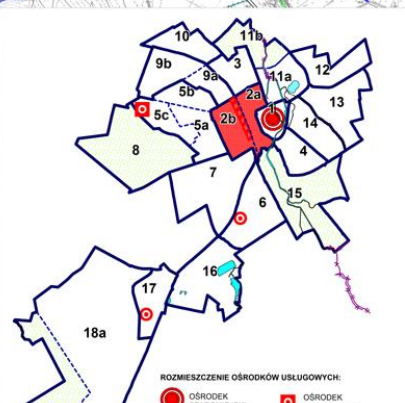 10
11b
9b
9a
3
11a
12
5b
2a
13
1
5c
2b
14
5a
8
4
7
15
6
16
17
18a
ROZMIESZCZENIE OŚRODKÓW USŁUGOWYCH:
OŚRODEK OŚRODEK